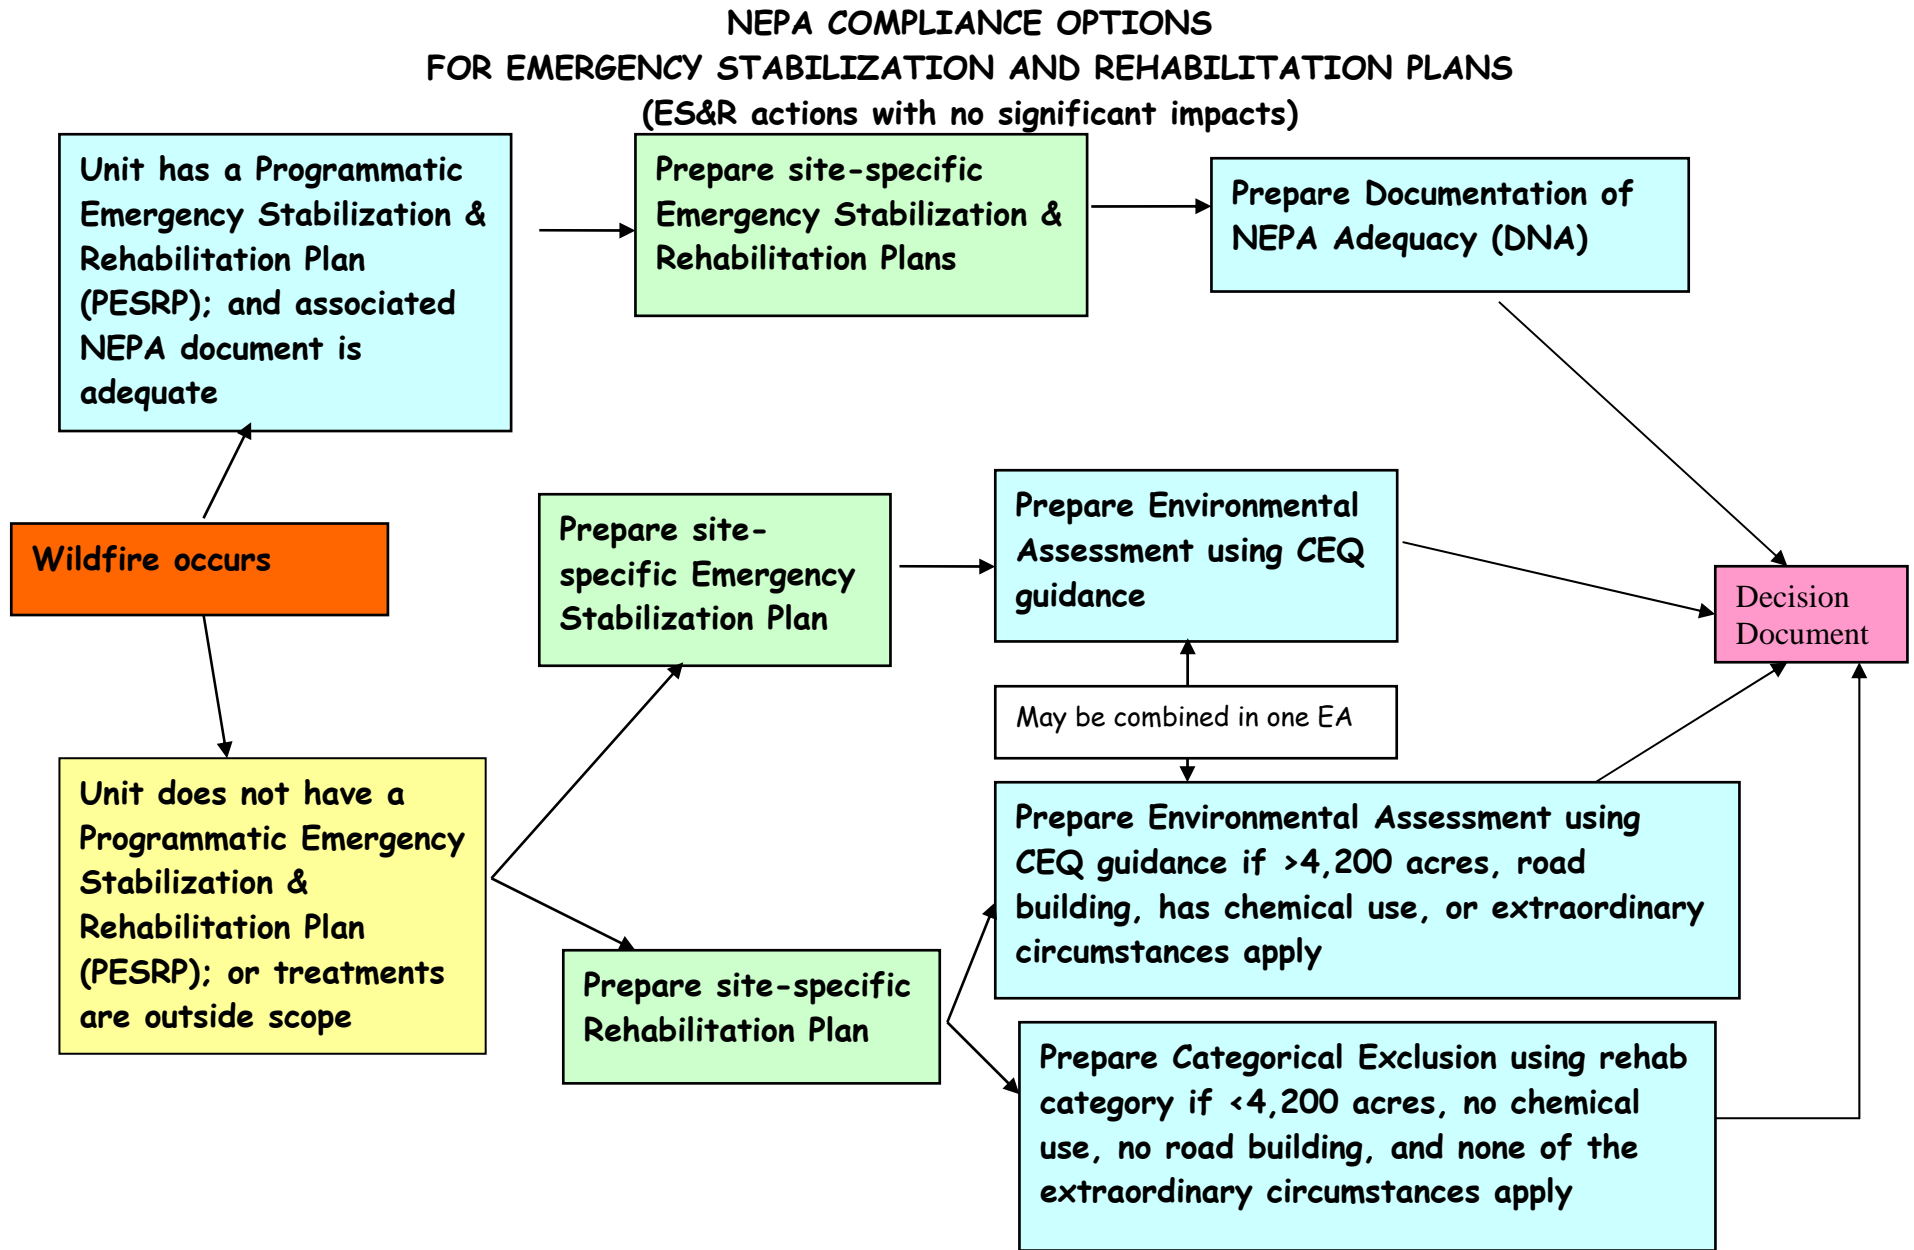 NEPA COMPLIANCE OPTIONS
FOR EMERGENCY STABILIZATION AND REHABILITATION PLANS
(ES&R actions with no significant impacts)
Unit has a Programmatic
Emergency Stabilization &
Rehabilitation Plan
(PESRP); and associated
NEPA document is
adequate
Prepare site-specific
Emergency Stabilization &
Rehabilitation Plans
Prepare Documentation of
NEPA Adequacy (DNA)
Wildfire occurs
Prepare site-
specific Emergency
Stabilization Plan
Prepare Environmental
Assessment using CEQ
guidance
Decision
Document
May be combined in one EA
Unit does not have a
Programmatic Emergency
Stabilization &
Rehabilitation Plan
(PESRP); or treatments
are outside scope
Prepare site-specific
Rehabilitation Plan
Prepare Environmental Assessment using
CEQ guidance if >4,200 acres, road
building, has chemical use, or extraordinary
circumstances apply
Prepare Categorical Exclusion using rehab
category if <4,200 acres, no chemical
use, no road building, and none of the
extraordinary circumstances apply